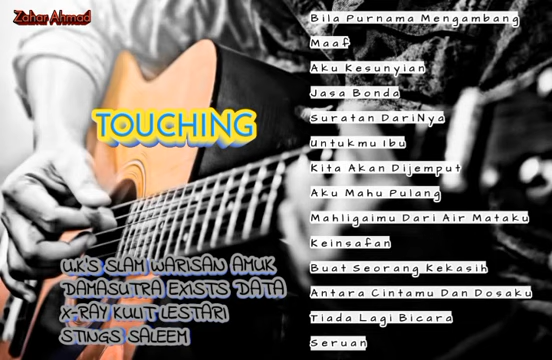 Zahar Ahmad
TOUCHING
U.K'S SLAM WARISAN AMUK
DAMASUTRA EXISTS DATA
X-RAY KULIT LESTARI
STINGS SALEEM
Bila Purnama Mengambang
Maaf
Aku Kesunyian
Jasa Bonda
Suratan DariNya
Untukmu Ibu
Kita Akan Dijemput
Aku Mahu Pulang
Mahligaimu Dari Air Mataku
Keinsafan
Buat Seorang Kekasih
Antara Cintamu Dan Dosaku
Tiada Lagi Bicara
Seruan